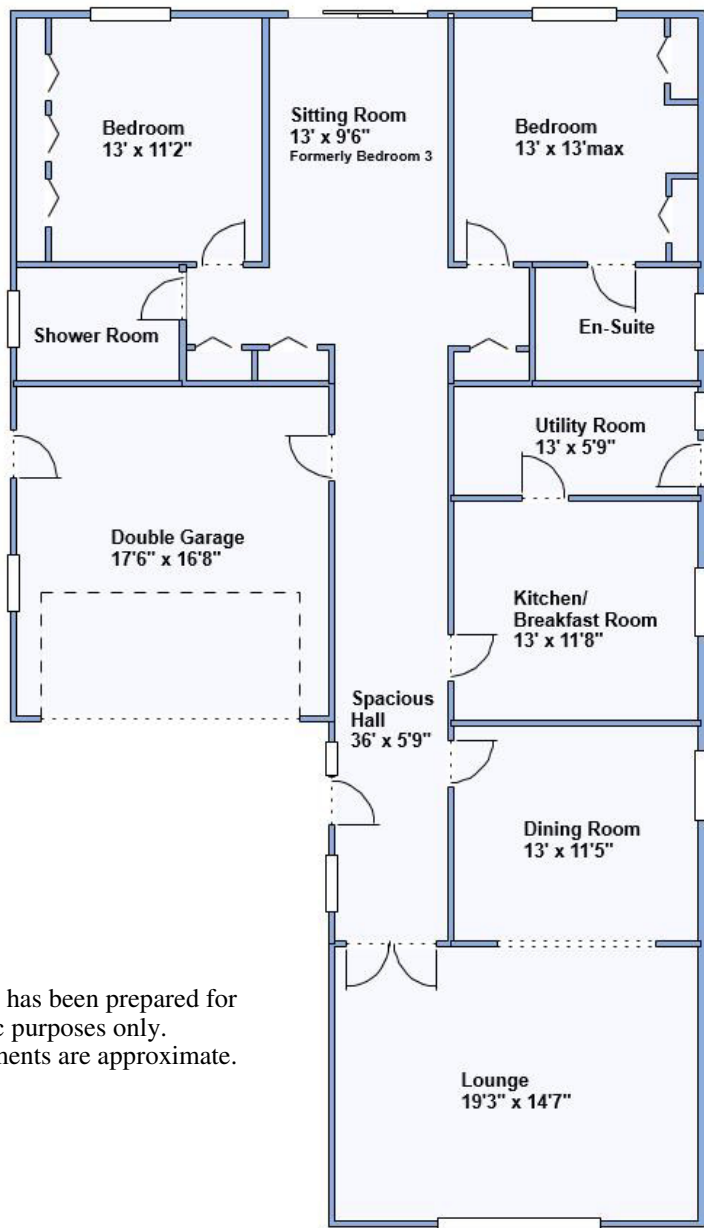 Bedroom
13' x 11'2"
Sitting Room
13' x 9'6"
Formerly Bedroom 3
Bedroom
13' x 13'max
Shower Room
En-Suite
Utility Room
13' x 5'9"
Double Garage
17'6" x 16'8"
Kitchen/
Breakfast Room
13' x 11'8"
Spacious
Hall
36' x 5'9"
Dining Room
13' x 11'5"
has been prepared for
purposes only.
are approximate.
Lounge
19'3" x 14'7"